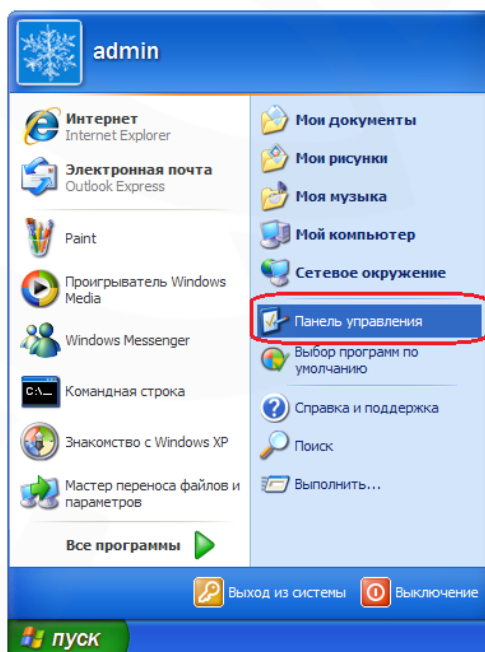 admin
Интернет
Internet Explorer
Электронная почта
Outlook Express
Paint
Проигрыватель Windows
Media
Windows Messenger
C:\_
Командная строка
Знакомство с Windows XP
Мастер переноса файлов и
параметров
Все программы
Мои документы
Мои рисунки
Моя музыка
Мой компьютер
Сетевое окружение
Панель управления
Выбор программ по
умолчанию
Справка и поддержка
Поиск
Выполнить...
Выход из системы
Выключение
пуск